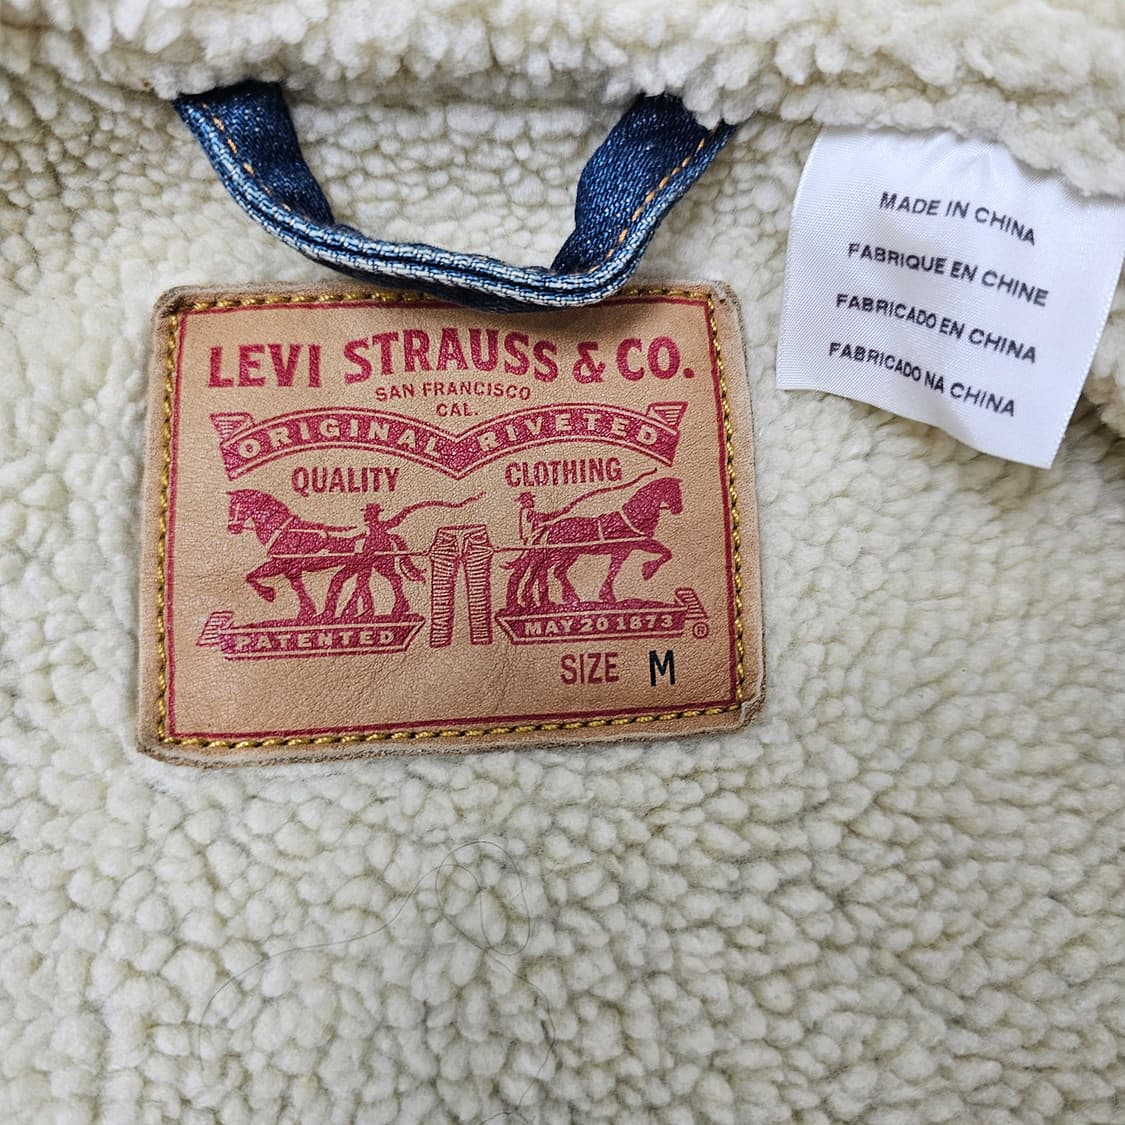 LEVI STRAUSS & CO.
SAN FRANCISCO
CAL.
ORIGINAL RIVETED
QUALITY CLOTHING
PATENTED MAY 20 1873 ®
SIZE M
MADE IN CHINA
FABRIQUE EN CHINE
FABRICADO EN CHINA
FABRICADO NA CHINA